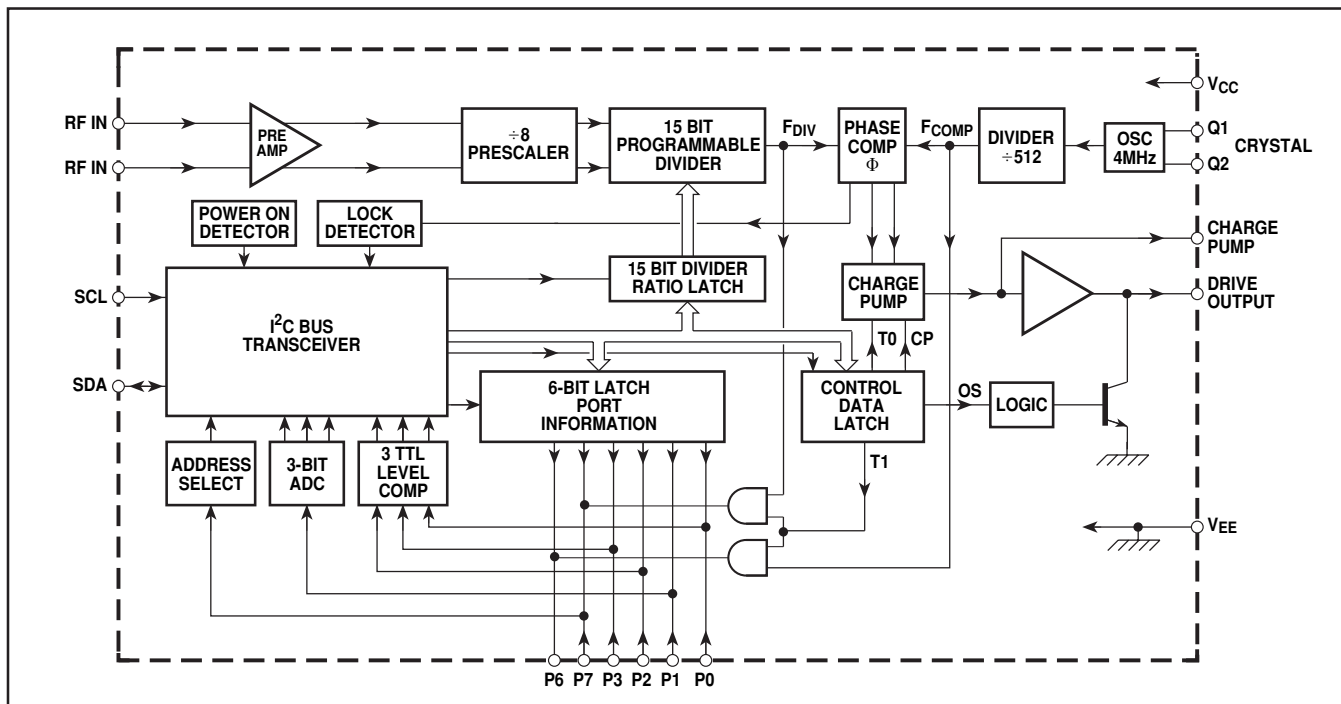 VCC
RF IN
PRE
AMP
÷8
PRESCALER
15 BIT
PROGRAMMABLE
DIVIDER
FDIV
PHASE
COMP
Φ
FCOMP
DIVIDER
÷512
OSC
4MHz
Q1
Q2
CRYSTAL
RF IN
POWER ON
DETECTOR
LOCK
DETECTOR
CHARGE
PUMP
SCL
I2C BUS
TRANSCEIVER
15 BIT DIVIDER
RATIO LATCH
CHARGE
PUMP
DRIVE
OUTPUT
T0
CP
SDA
6-BIT LATCH
PORT
INFORMATION
CONTROL
DATA
LATCH
OS
LOGIC
ADDRESS
SELECT
3-BIT
ADC
3 TTL
LEVEL
COMP
T1
VEE
P6
P7
P3
P2
P1
P0